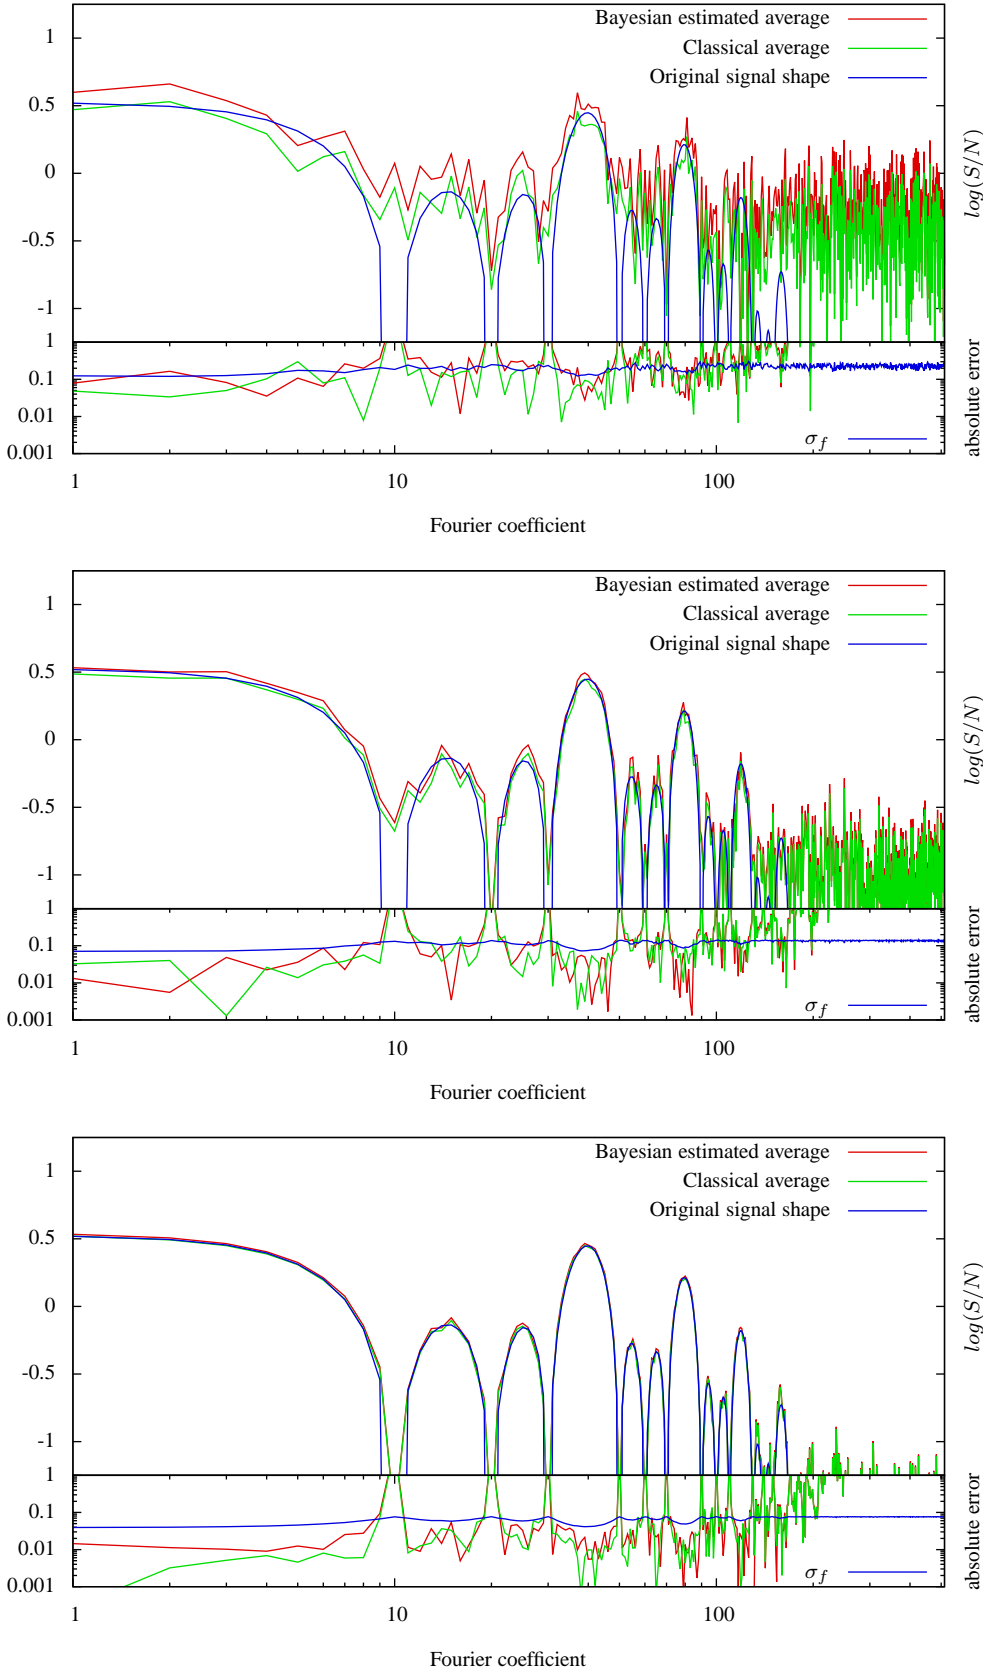 Bayesian estimated average
Classical average
Original signal shape
1
0.5
0
-0.5
-1
log(S/N)
1
0.1
0.01
0.001
absolute error
σf
1
10
100
Fourier coefficient
Bayesian estimated average
Classical average
Original signal shape
1
0.5
0
-0.5
-1
log(S/N)
1
0.1
0.01
0.001
absolute error
σf
1
10
100
Fourier coefficient
Bayesian estimated average
Classical average
Original signal shape
1
0.5
0
-0.5
-1
log(S/N)
1
0.1
0.01
0.001
absolute error
σf
1
10
100
Fourier coefficient